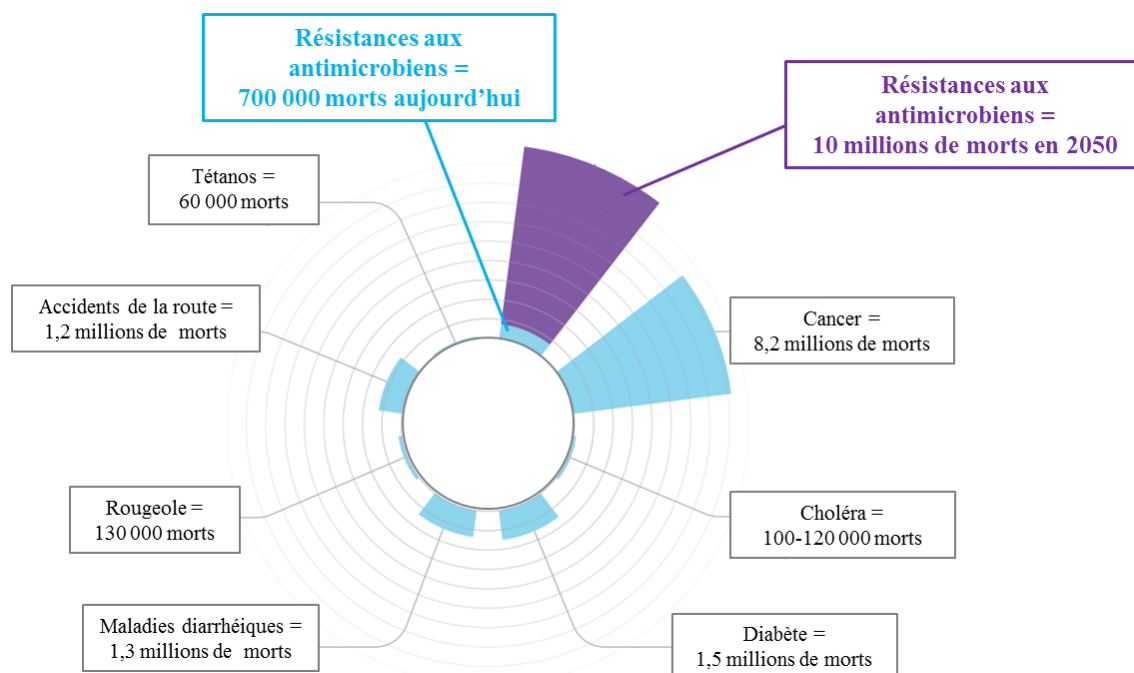 Résistances aux
antimicrobiens =
700 000 morts aujourd’hui
Résistances aux
antimicrobiens =
10 millions de morts en 2050
Tétanos =
60 000 morts
Accidents de la route =
1,2 millions de morts
Cancer =
8,2 millions de morts
Rougeole =
130 000 morts
Choléra =
100-120 000 morts
Maladies diarrhéiques =
1,3 millions de morts
Diabète =
1,5 millions de morts